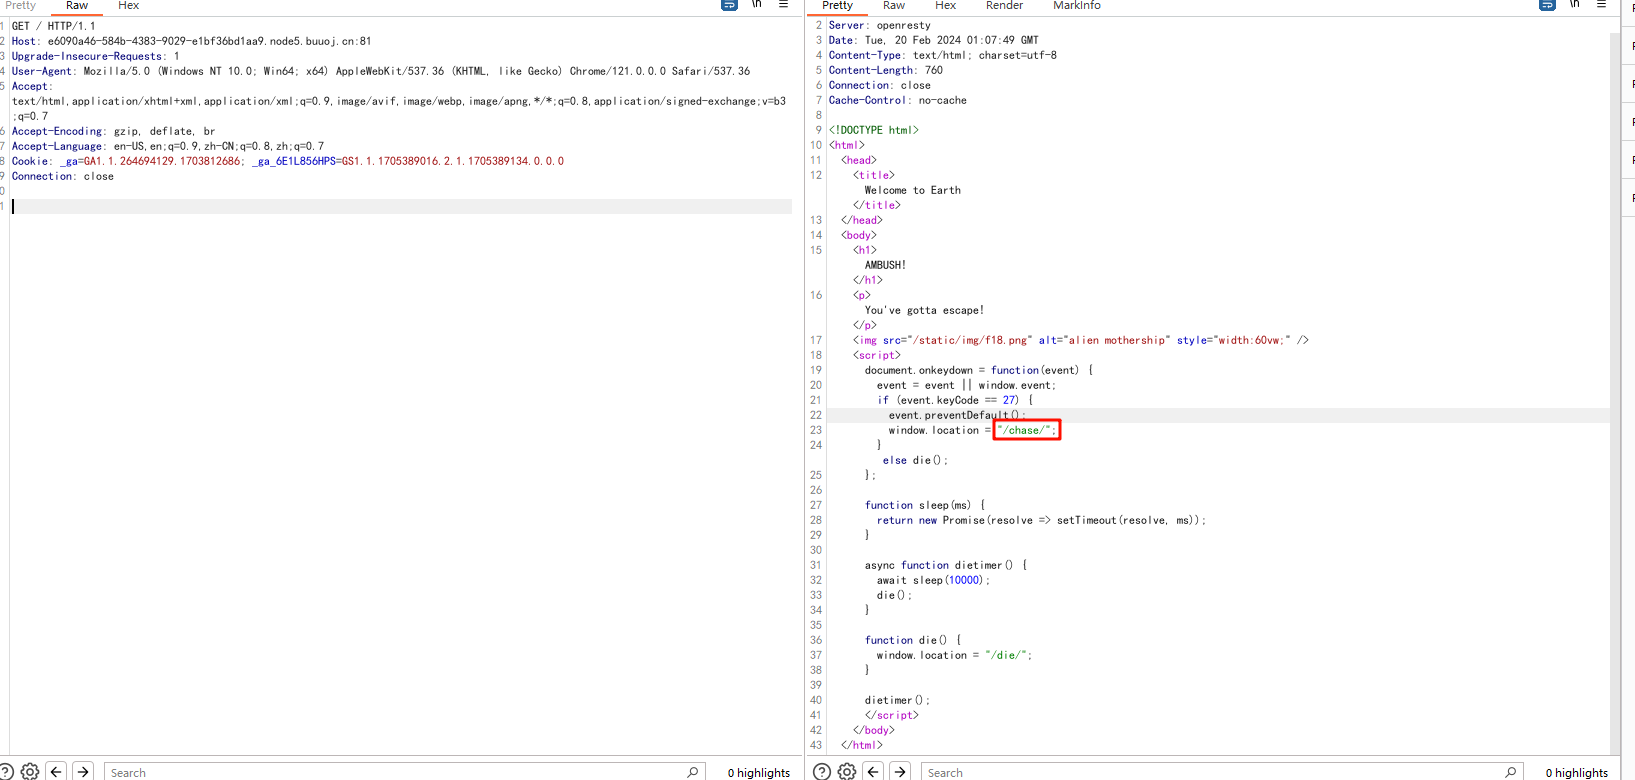 Pretty Raw Hex \n
1 GET / HTTP/1.1
2 Host: e6090a46-584b-4383-9029-e1bf36bd1aa9.node5.buuoj.cn:81
3 Upgrade-Insecure-Requests: 1
4 User-Agent: Mozilla/5.0 (Windows NT 10.0; Win64; x64) AppleWebKit/537.36 (KHTML, like Gecko) Chrome/121.0.0.0 Safari/537.36
5 Accept:
text/html,application/xhtml+xml,application/xml;q=0.9,image/avif,image/webp,image/apng,*/*;q=0.8,application/signed-exchange;v=b3
;q=0.7
6 Accept-Encoding: gzip, deflate, br
7 Accept-Language: en-US,en;q=0.9,zh-CN;q=0.8,zh;q=0.7
8 Cookie: _ga=GA1.1.264694129.1703812686; _ga_6E1L856HPS=GS1.1.1705389016.2.1.1705389134.0.0.0
9 Connection: close
0
1
Search 0 highlights
Pretty Raw Hex Render MarkInfo \n
2 Server: openresty
3 Date: Tue, 20 Feb 2024 01:07:49 GMT
4 Content-Type: text/html; charset=utf-8
5 Content-Length: 760
6 Connection: close
7 Cache-Control: no-cache
8
9 <!DOCTYPE html>
10 <html>
11 <head>
12 <title>
Welcome to Earth
</title>
13 </head>
14 <body>
15 <h1>
AMBUSH!
</h1>
16 <p>
You've gotta escape!
</p>
17 <img src="/static/img/f18.png" alt="alien mothership" style="width:60vw;" />
18 <script>
19 document.onkeydown = function(event) {
20 event = event || window.event;
21 if (event.keyCode == 27) {
22 event.preventDefault();
23 window.location = "/chase/";
24 }
else die();
25 };
26
27 function sleep(ms) {
28 return new Promise(resolve => setTimeout(resolve, ms));
29 }
30
31 async function dietimer() {
32 await sleep(10000);
33 die();
34 }
35
36 function die() {
37 window.location = "/die/";
38 }
39
40 dietimer();
41 </script>
42 </body>
43 </html>
Search 0 highlights